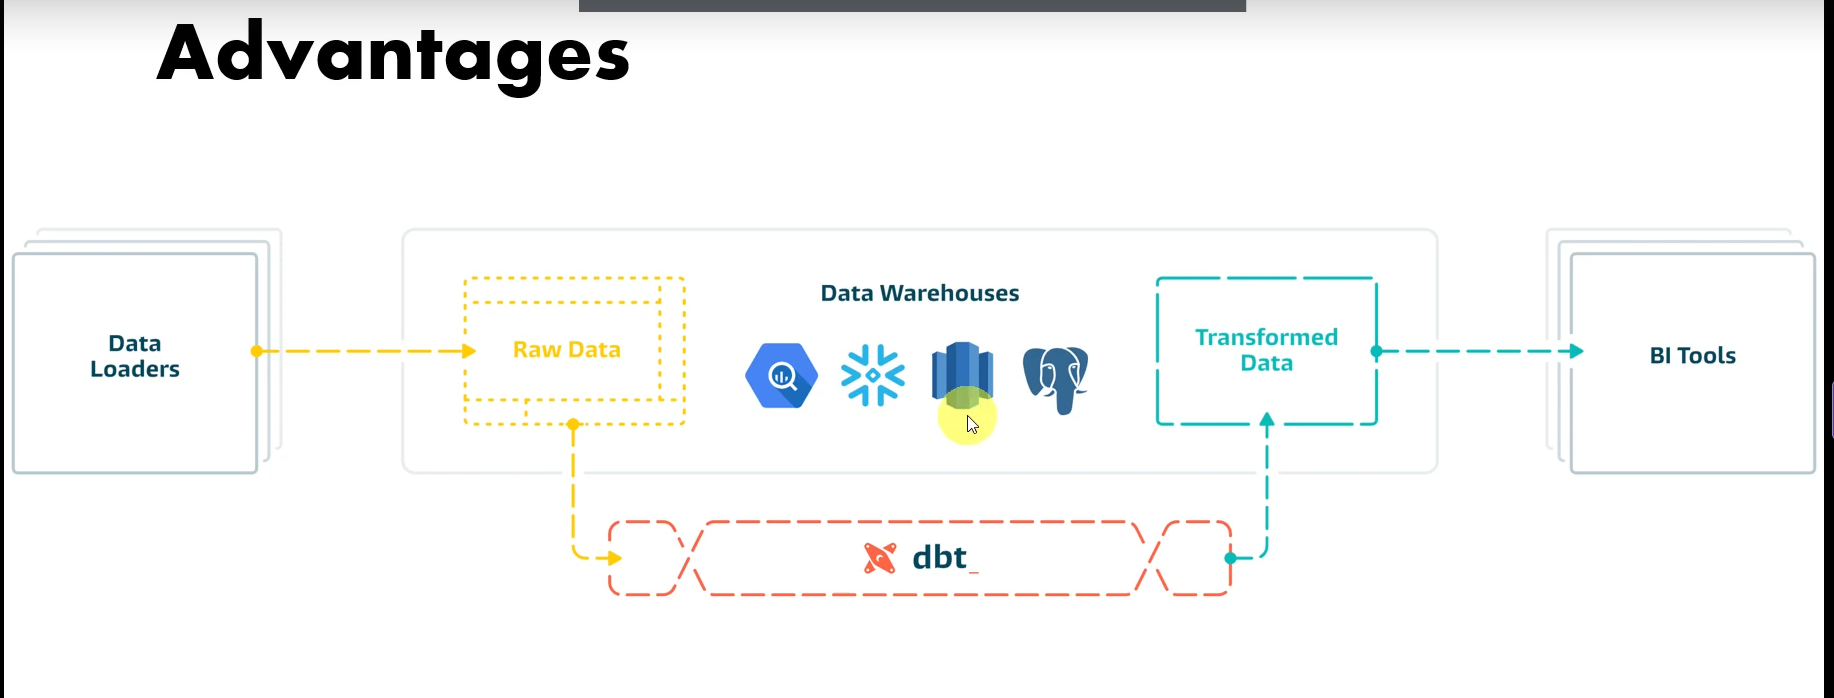 Advantages
Data
Loaders
Raw Data
Data Warehouses
Transformed
Data
BI Tools
dbt_